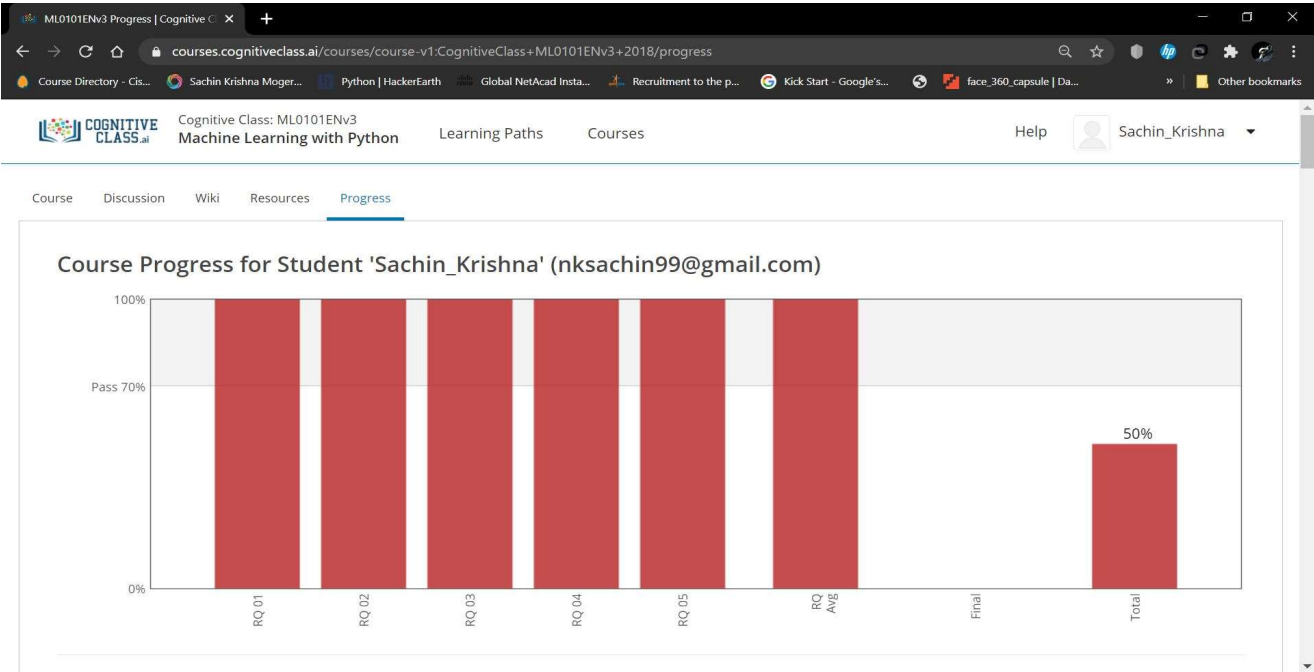 ML0101ENv3 Progress | Cognitive C
courses.cognitiveclass.ai/courses/course-v1:CognitiveClass+ML0101ENv3+2018/progress
Course Directory - Cis... Sachin Krishna Moger... Python | HackerEarth Global NetAcad Insta... Recruitment to the p... Kick Start - Google's... face_360_capsule | Da... » Other bookmarks
COGNITIVE
CLASS.ai
Cognitive Class: ML0101ENv3
Machine Learning with Python
Learning Paths Courses Help Sachin_Krishna
Course Discussion Wiki Resources Progress
Course Progress for Student 'Sachin_Krishna' (nksachin99@gmail.com)
100%
Pass 70%
50%
0%
RQ 01 RQ 02 RQ 03 RQ 04 RQ 05 RQ Avg Final Total